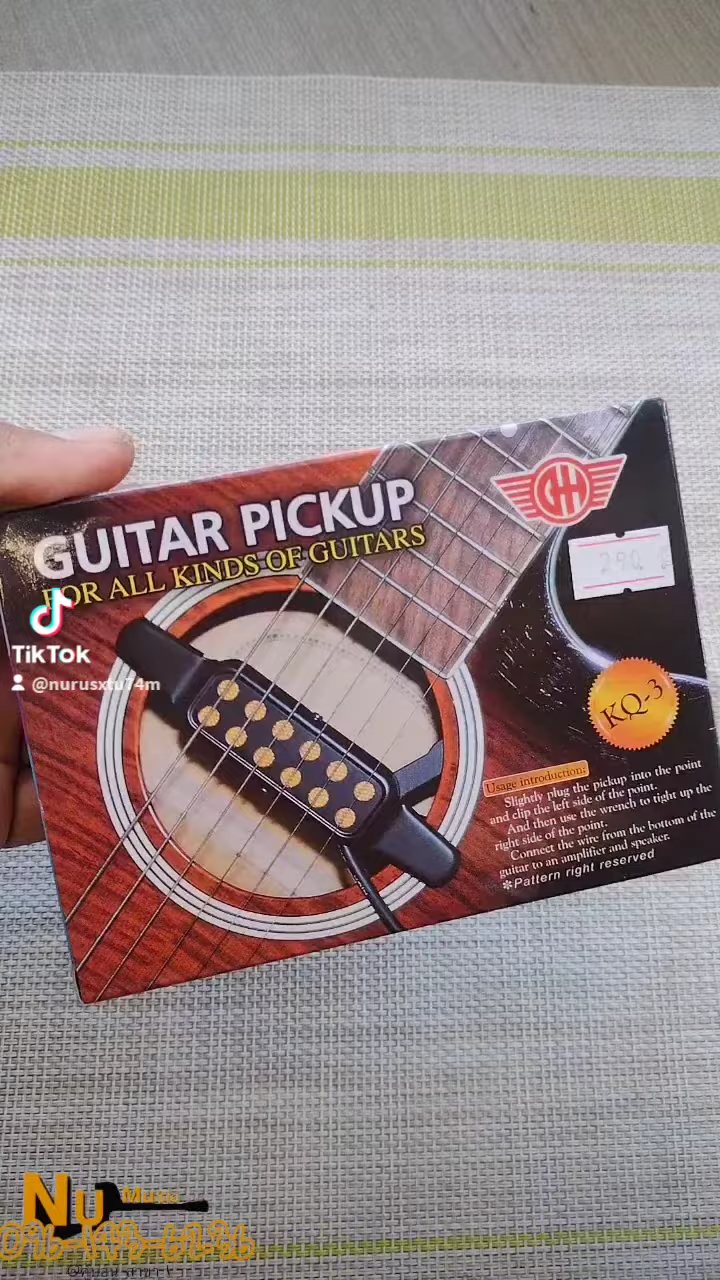 GUITAR PICKUP
FOR ALL KINDS OF GUITARS
290
TikTok
@nurusxtu74m
KQ-3
Usage introduction:
Slightly plug the pickup into the point
and clip the left side of the point.
And then use the wrench to tight up the
right side of the point.
Connect the wire from the bottom of the
guitar to an amplifier and speaker.
*Pattern right reserved
Nu Music